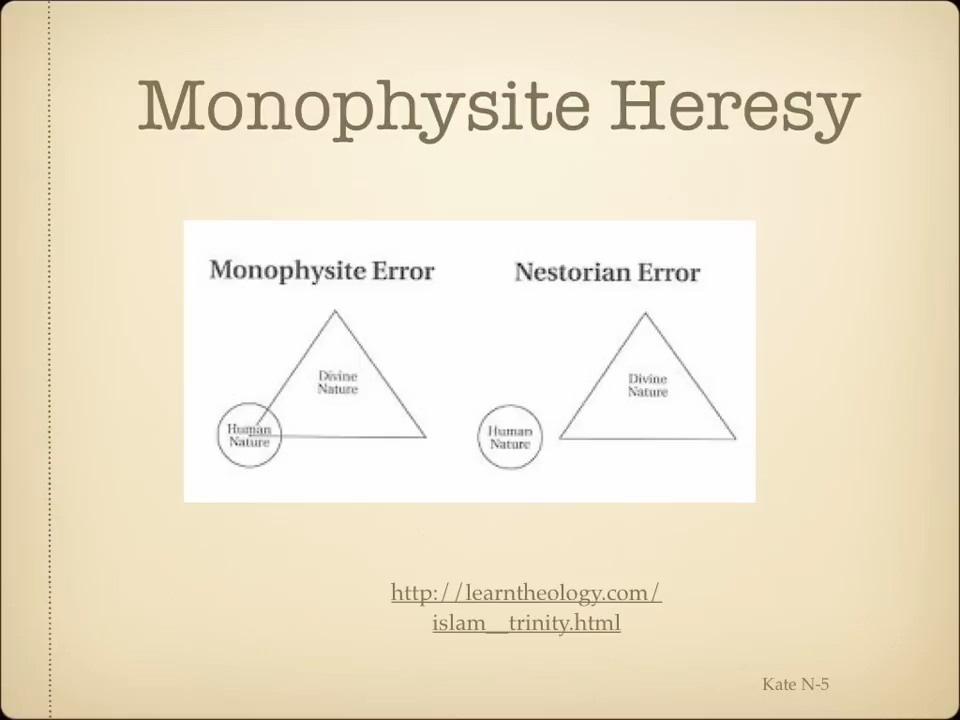 Monophysite Heresy
Monophysite Error
Nestorian Error
Divine
Nature
Human
Nature
Divine
Nature
Human
Nature
http://learntheology.com/
islam__trinity.html
Kate N-5